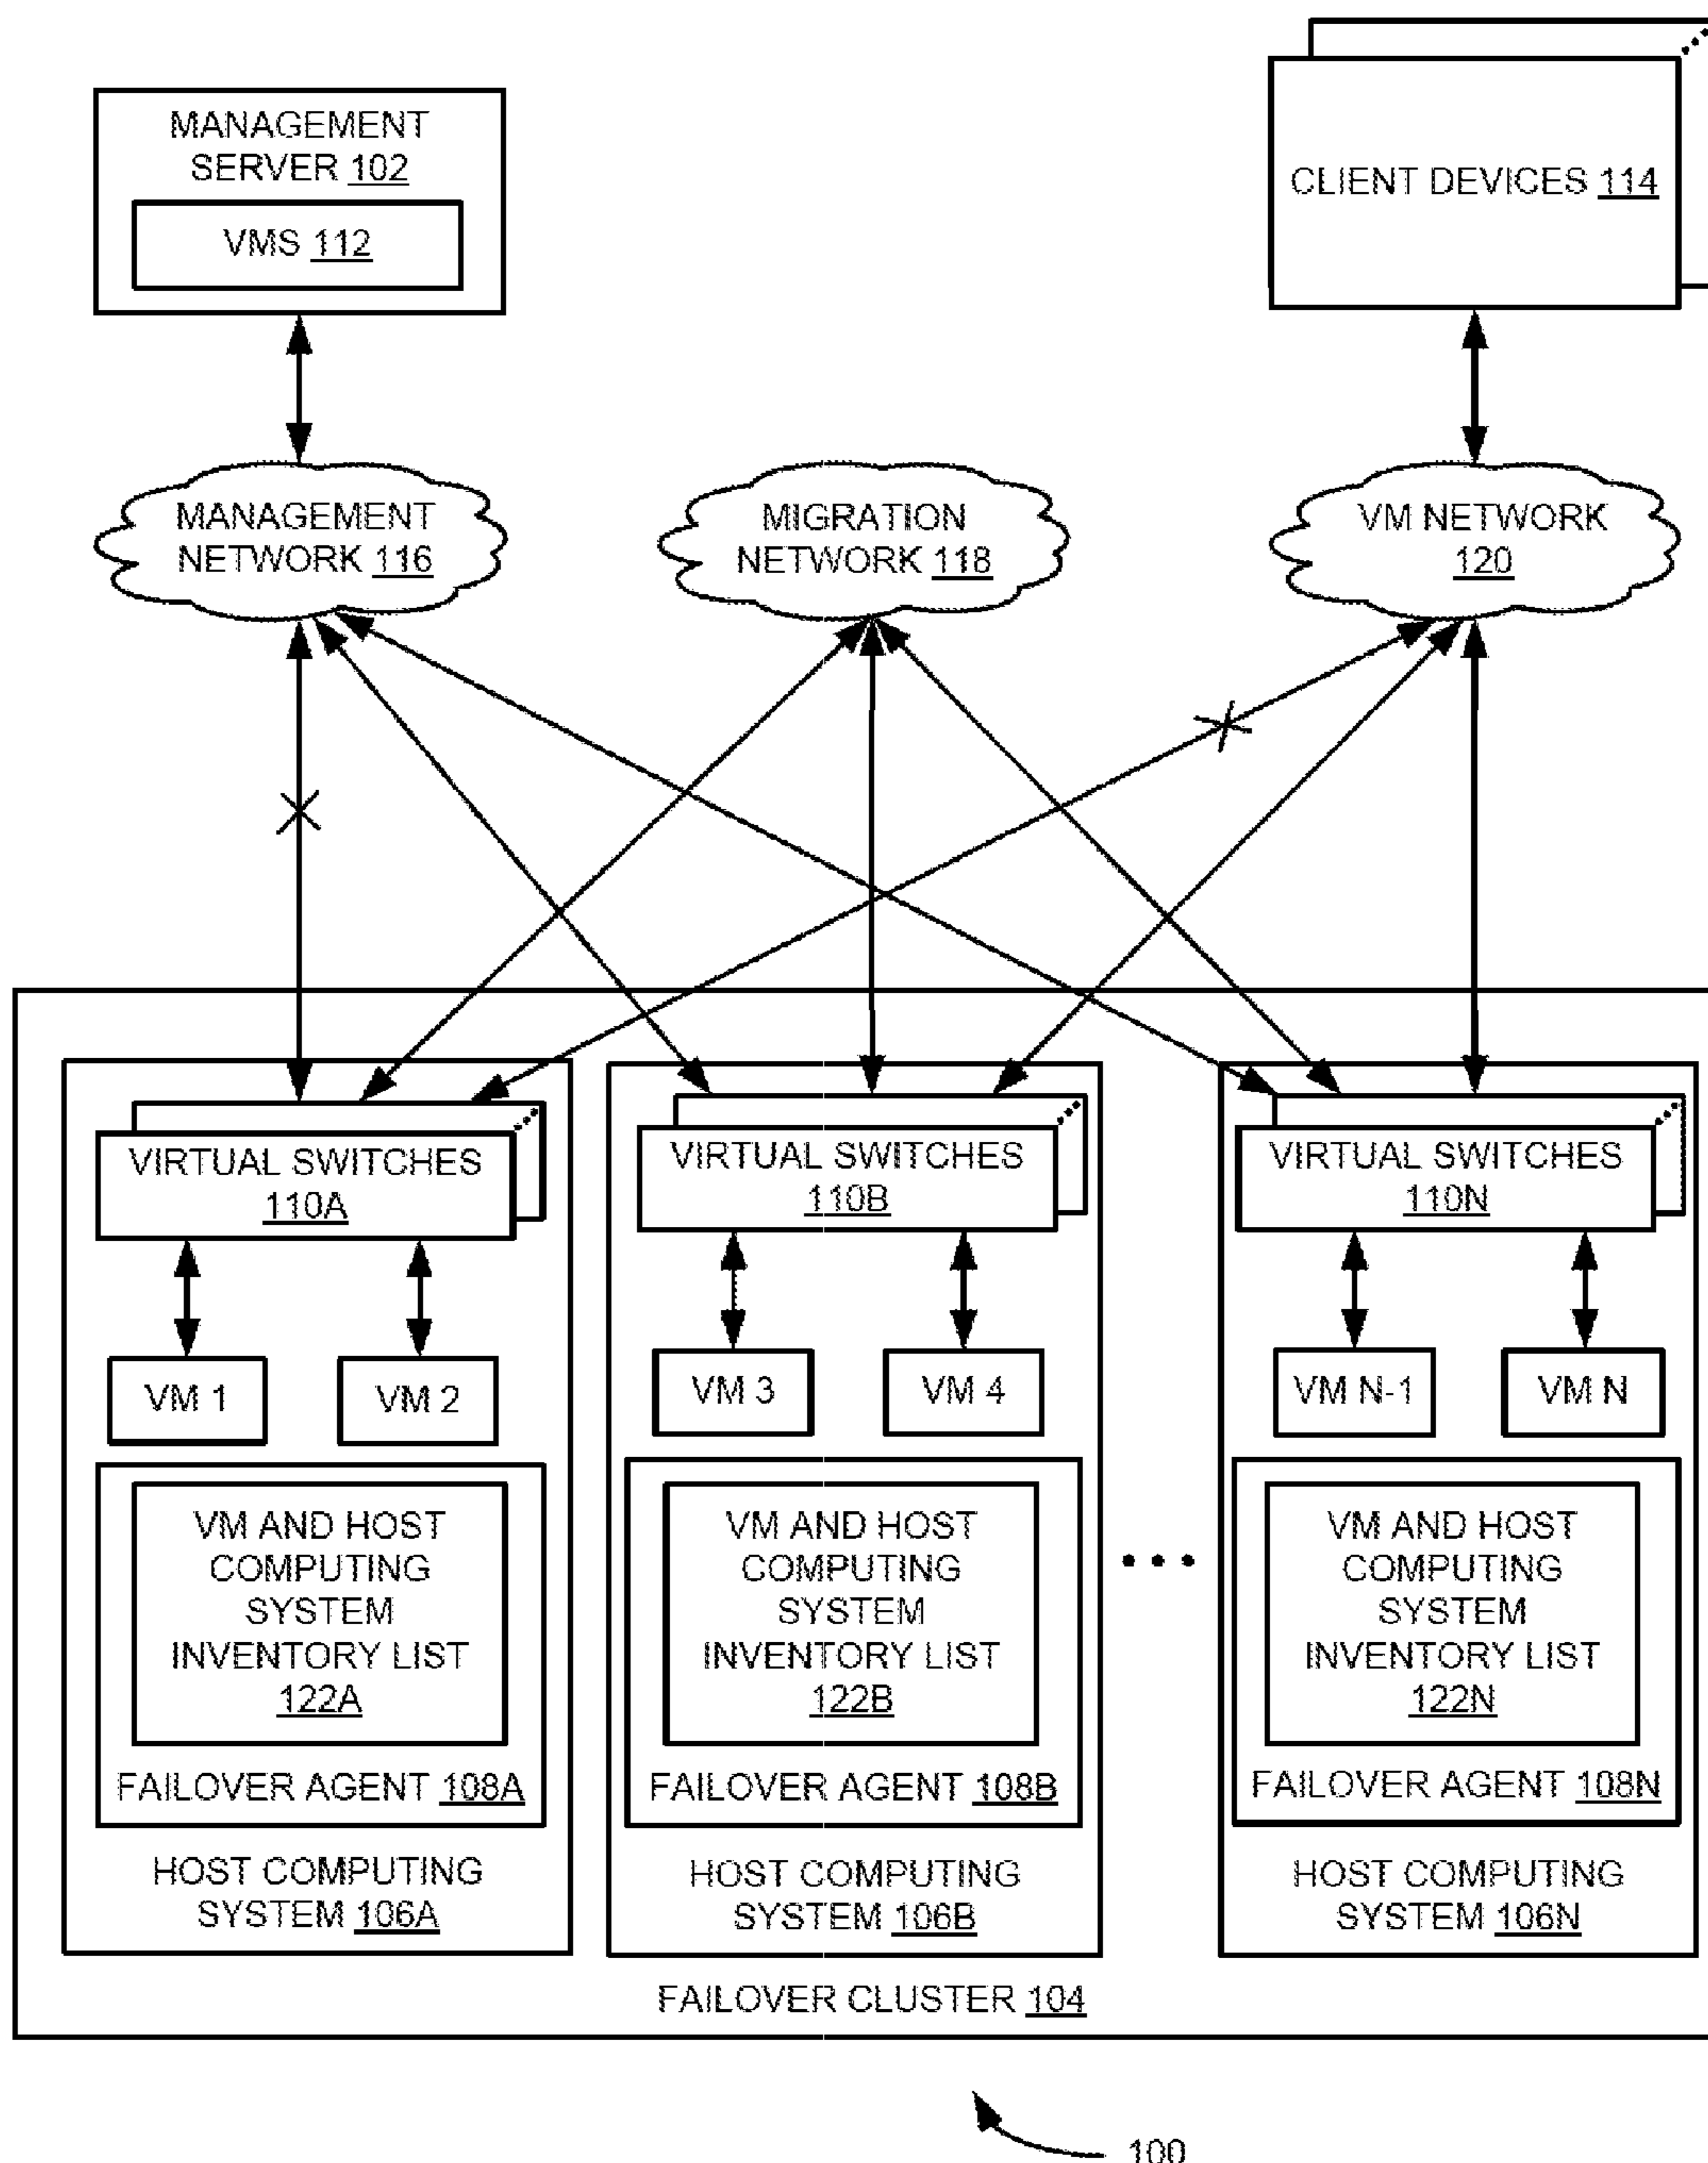 MANAGEMENT
SERVER 102
VMS 112
CLIENT DEVICES 114
MANAGEMENT
NETWORK 116
MIGRATION
NETWORK 118
VM NETWORK
120
VIRTUAL SWITCHES
110A
VM 1
VM 2
VM AND HOST
COMPUTING
SYSTEM
INVENTORY LIST
122A
FAILOVER AGENT 108A
HOST COMPUTING
SYSTEM 106A
VIRTUAL SWITCHES
110B
VM 3
VM 4
VM AND HOST
COMPUTING
SYSTEM
INVENTORY LIST
122B
FAILOVER AGENT 108B
HOST COMPUTING
SYSTEM 106B
VIRTUAL SWITCHES
110N
VM N-1
VM N
VM AND HOST
COMPUTING
SYSTEM
INVENTORY LIST
122N
FAILOVER AGENT 108N
HOST COMPUTING
SYSTEM 106N
FAILOVER CLUSTER 104
100